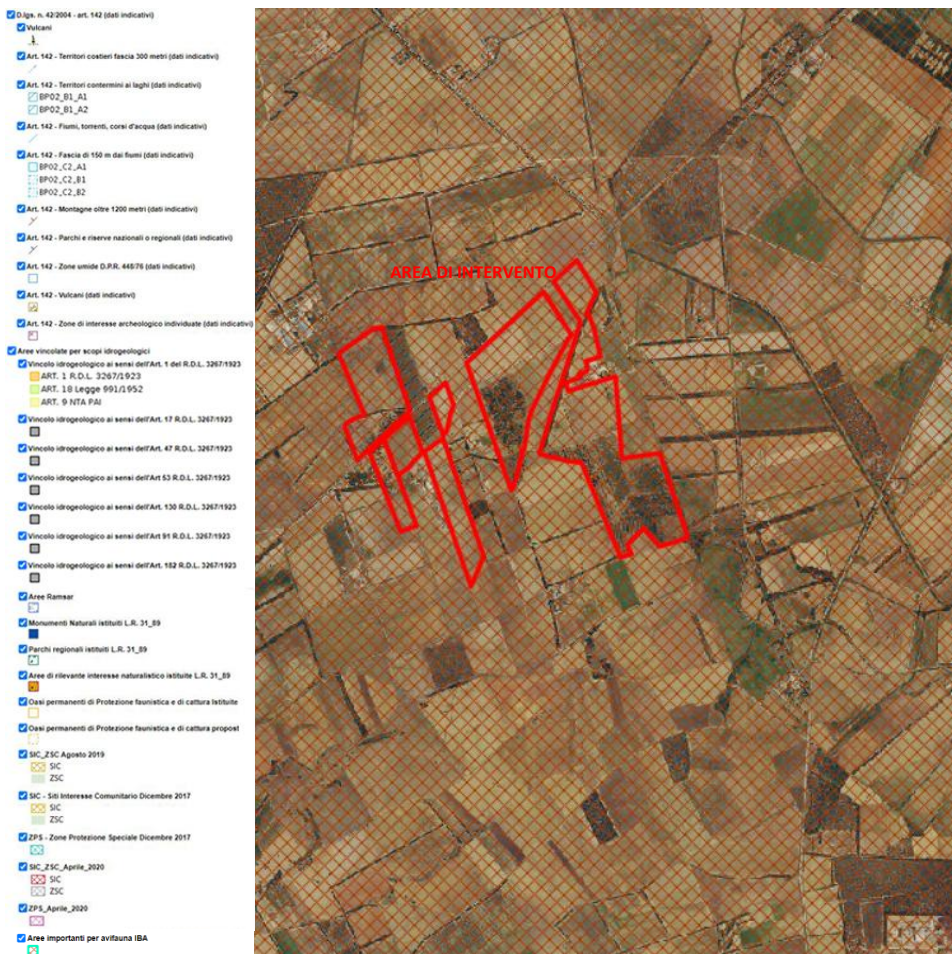 D.lgs. n. 42/2004 - art. 142 (dati indicativi)
Vulcani
Art. 142 - Territori costieri fascia 300 metri (dati indicativi)
Art. 142 - Territori contermini ai laghi (dati indicativi)
BP02_B1_A1
BP02_B1_A2
Art. 142 - Fiumi, torrenti, corsi d'acqua (dati indicativi)
Art. 142 - Fascia di 150 m dai fiumi (dati indicativi)
BP02_C2_A1
BP02_C2_B1
BP02_C2_B2
Art. 142 - Montagne oltre 1200 metri (dati indicativi)
Art. 142 - Parchi e riserve nazionali o regionali (dati indicativi)
Art. 142 - Zone umide D.P.R. 448/76 (dati indicativi)
Art. 142 - Vulcani (dati indicativi)
Art. 142 - Zone di interesse archeologico individuate (dati indicativi)
Aree vincolate per scopi idrogeologici
Vincolo idrogeologico ai sensi dell'Art. 1 del R.D.L. 3267/1923
ART. 1 R.D.L. 3267/1923
ART. 18 Legge 991/1952
ART. 9 NTA PAI
Vincolo idrogeologico ai sensi dell'Art. 17 R.D.L. 3267/1923
Vincolo idrogeologico ai sensi dell'Art. 47 R.D.L. 3267/1923
Vincolo idrogeologico ai sensi dell'Art 53 R.D.L. 3267/1923
Vincolo idrogeologico ai sensi dell'Art. 130 R.D.L. 3267/1923
Vincolo idrogeologico ai sensi dell'Art 91 R.D.L. 3267/1923
Vincolo idrogeologico ai sensi dell'Art. 182 R.D.L. 3267/1923
Aree Ramsar
Monumenti Naturali istituiti L.R. 31_89
Parchi regionali istituiti L.R. 31_89
Aree di rilevante interesse naturalistico istituite L.R. 31_89
Oasi permanenti di Protezione faunistica e di cattura Istituite
Oasi permanenti di Protezione faunistica e di cattura propost
SIC_ZSC Agosto 2019
SIC
ZSC
SIC - Siti Interesse Comunitario Dicembre 2017
SIC
ZSC
ZPS - Zone Protezione Speciale Dicembre 2017
SIC_ZSC_Aprile_2020
SIC
ZSC
ZPS_Aprile_2020
Aree importanti per avifauna IBA
AREA DI INTERVENTO